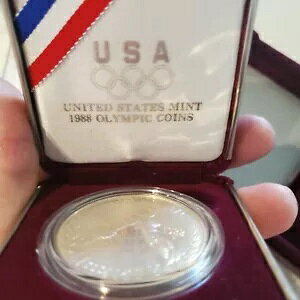 USA
UNITED STATES MINT
1988 OLYMPIC COINS